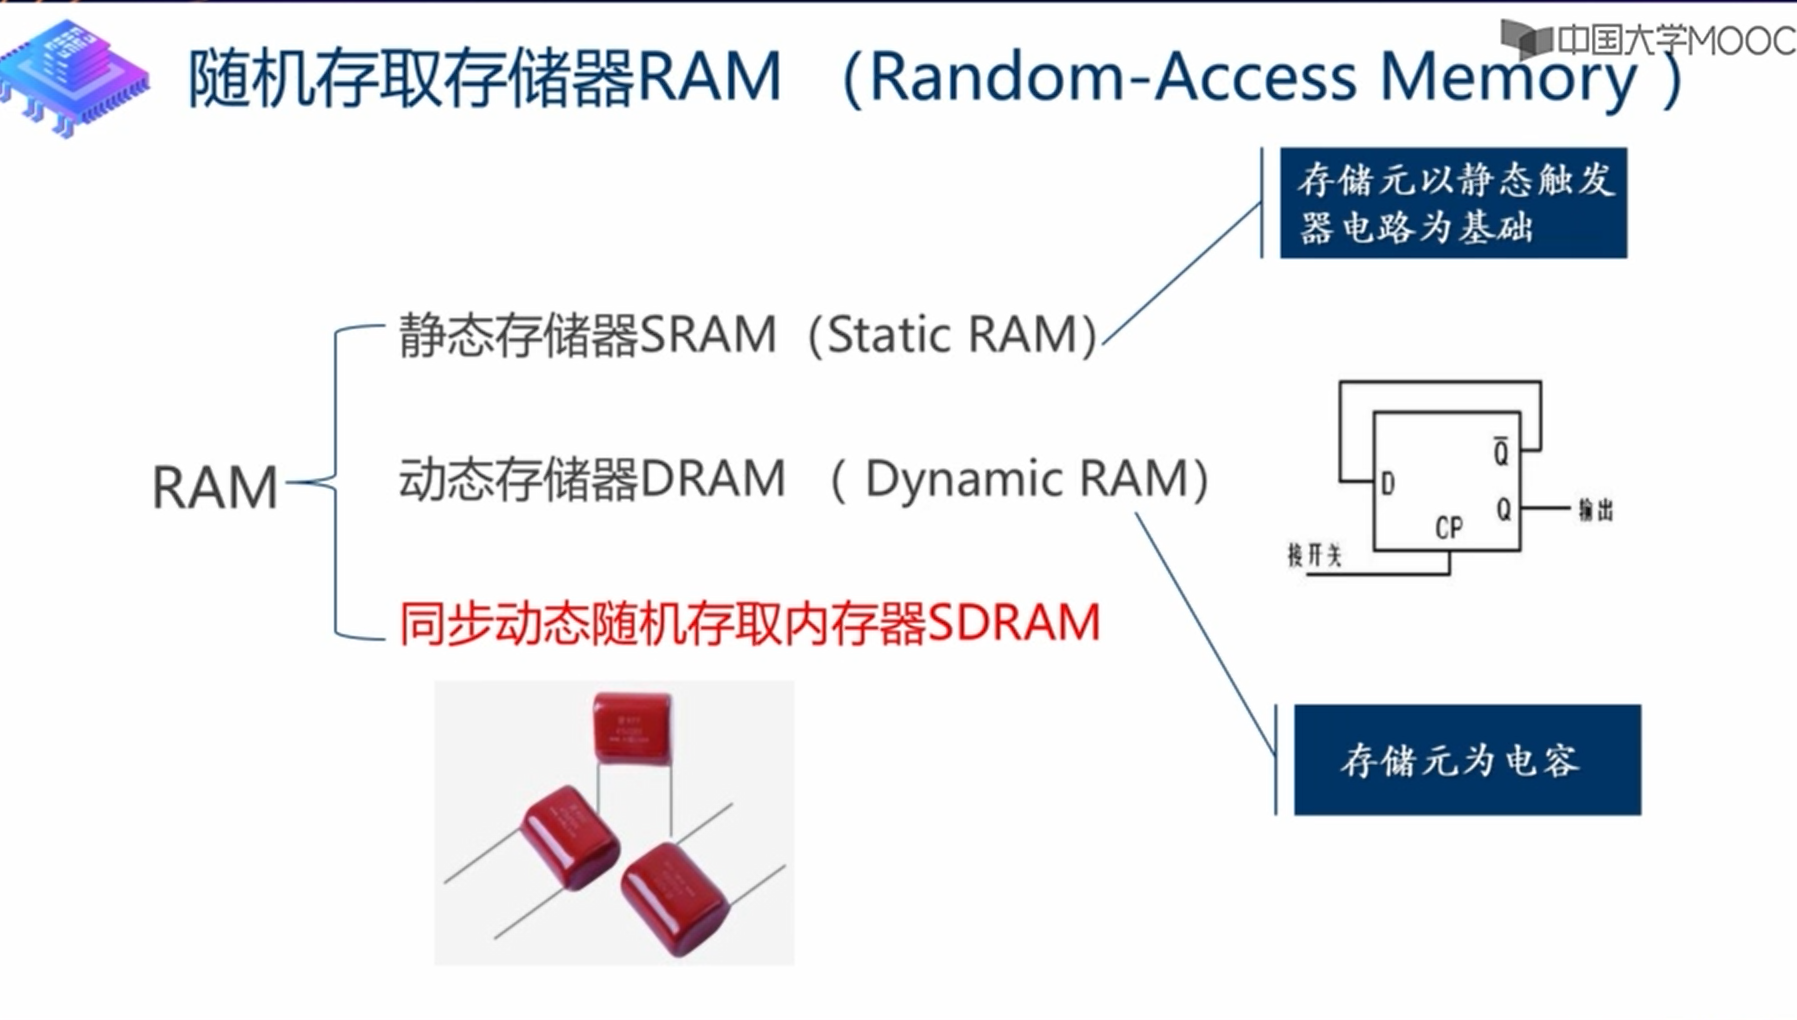 中国大学MOOC
随机存取存储器RAM （Random-Access Memory ）
存储元以静态触发
器电路为基础
静态存储器SRAM（Static RAM）
RAM
动态存储器DRAM （ Dynamic RAM）
Q̅
D
Q
输出
CP
接开关
同步动态随机存取内存器SDRAM
存储元为电容